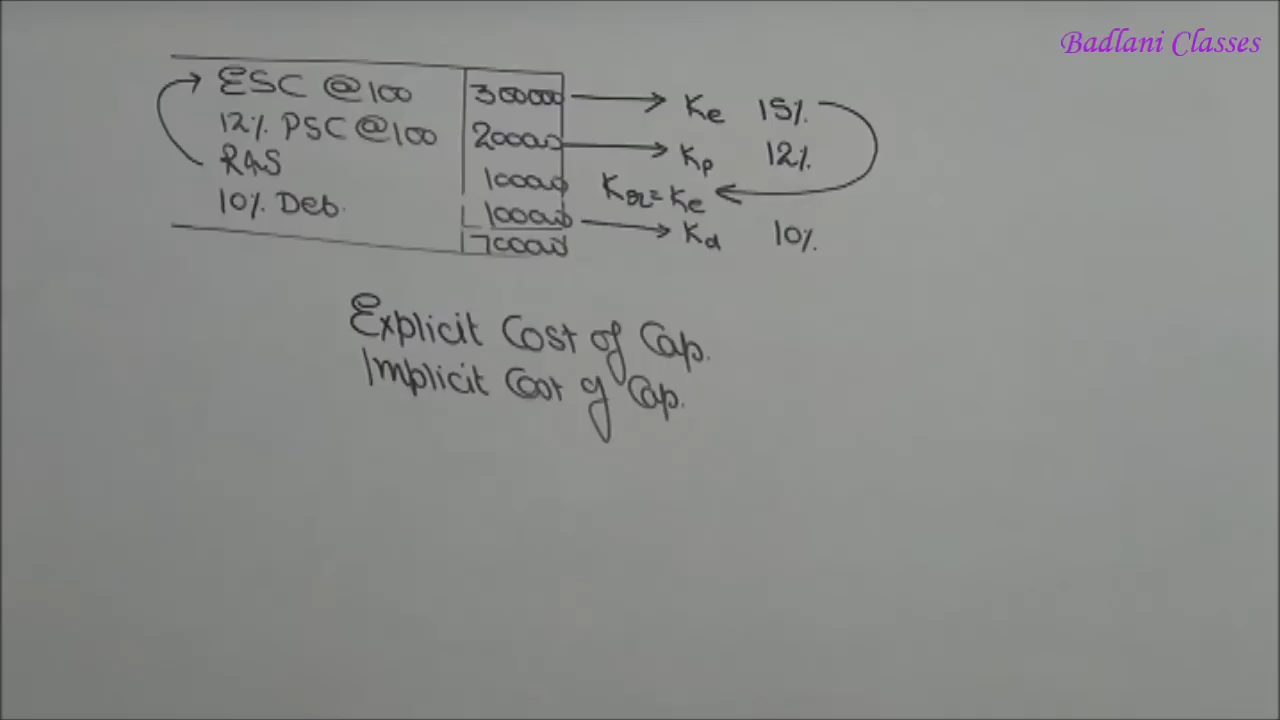 Badlani Classes
ESC @100 300000 Ke 15%
12% PSC @100 200000 Kp 12%
R&S 100000 Kr = Ke
10% Deb. 100000 Kd 10%
700000
Explicit Cost of Cap.
Implicit Cost of Cap.